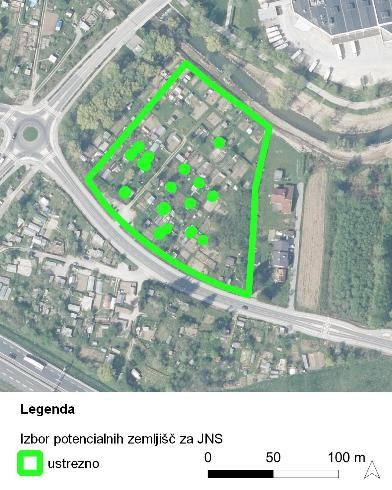 Legenda
Izbor potencialnih zemljišč za JNS
ustrezno
0 50 100 m